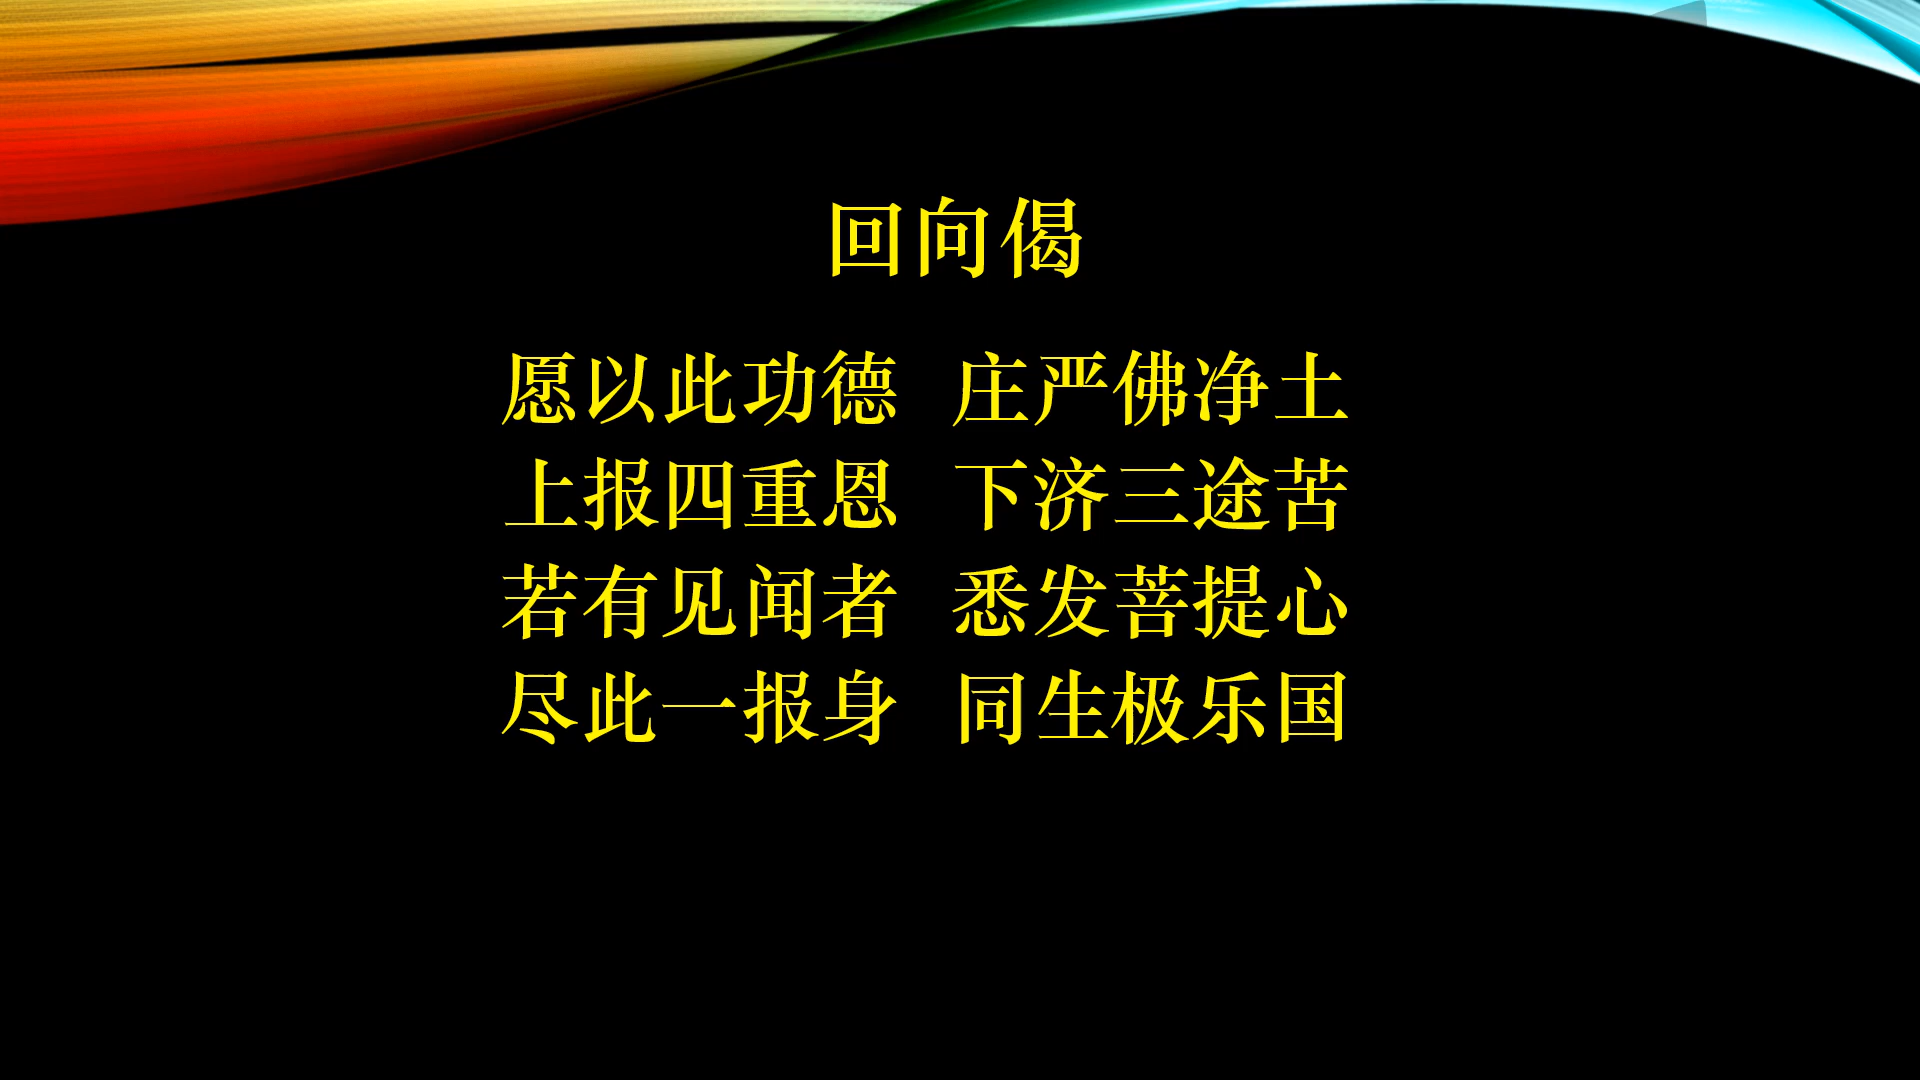 回向偈
愿以此功德 庄严佛净土
上报四重恩 下济三途苦
若有见闻者 悉发菩提心
尽此一报身 同生极乐国